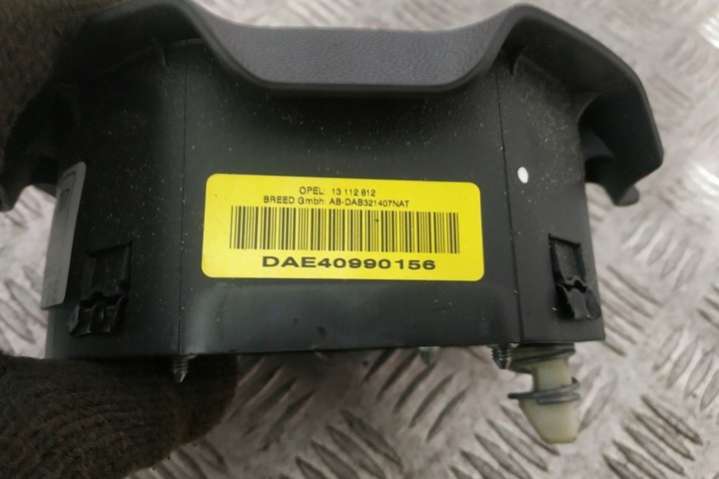 OPEL: 13 112 812
BREED Gmbh: AB-DAB321407NAT
DAE40990156